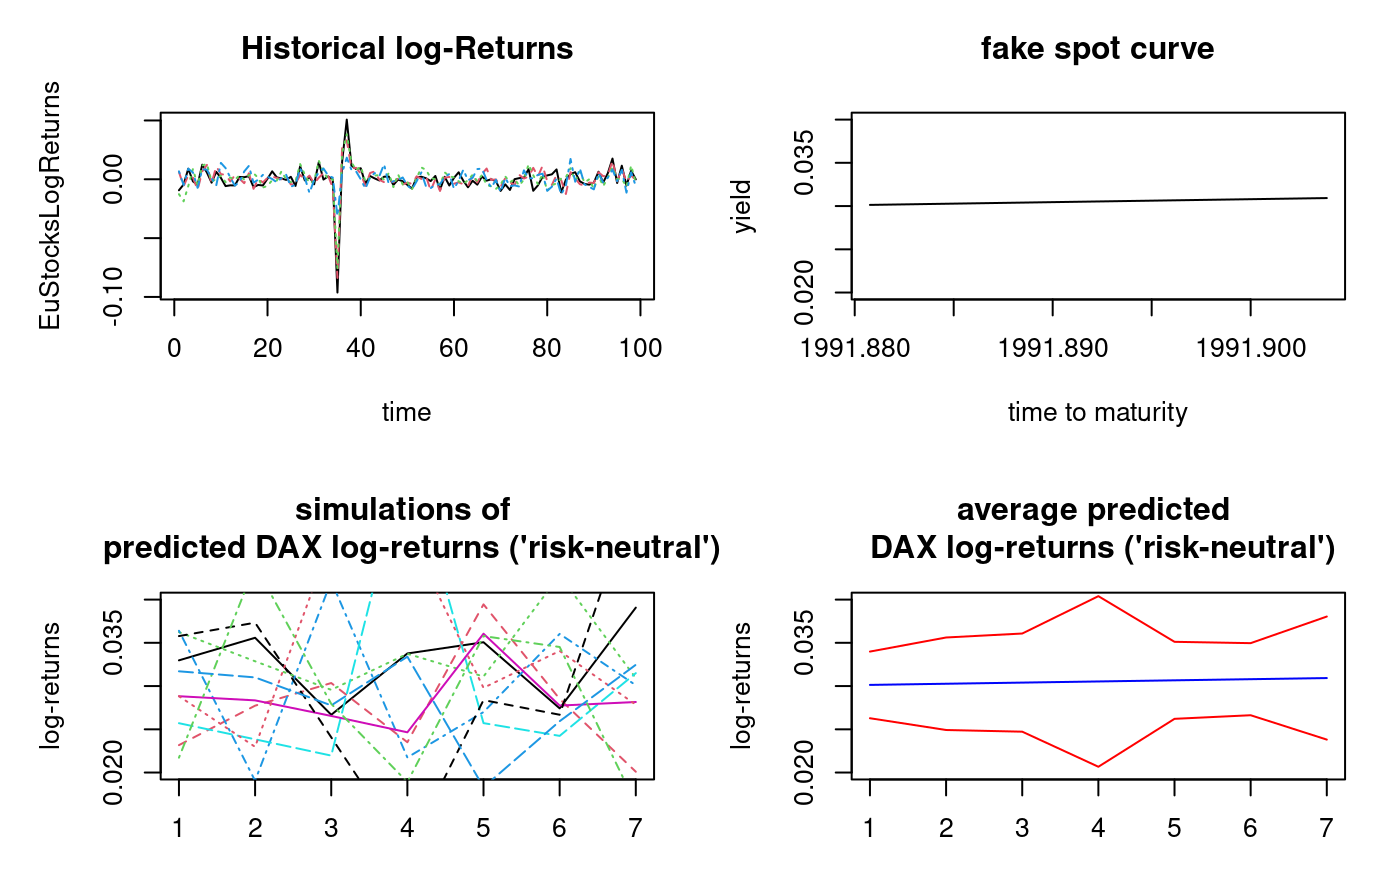 Historical log-Returns
EuStocksLogReturns
0.00
-0.10
0 20 40 60 80 100
time
fake spot curve
yield
0.035
0.020
1991.880 1991.890 1991.900
time to maturity
simulations of
predicted DAX log-returns ('risk-neutral')
log-returns
0.035
0.020
1 2 3 4 5 6 7
average predicted
DAX log-returns ('risk-neutral')
log-returns
0.035
0.020
1 2 3 4 5 6 7